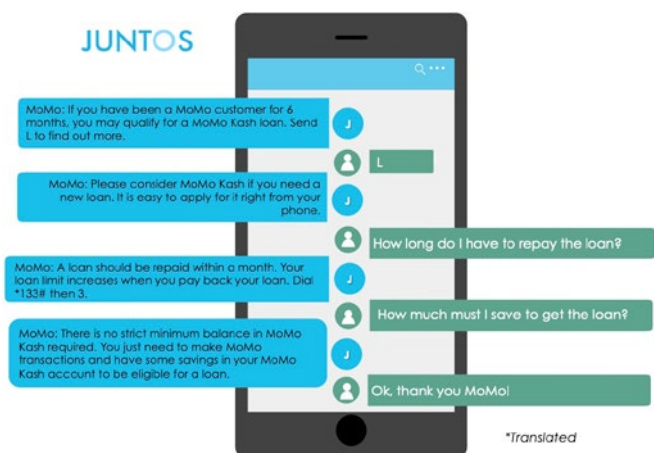 JUNTOS
MoMo: If you have been a MoMo customer for 6
months, you may qualify for a MoMo Kash loan. Send
L to find out more.
J
L
MoMo: Please consider MoMo Kash if you need a
new loan. It is easy to apply for it right from your
phone.
J
How long do I have to repay the loan?
MoMo: A loan should be repaid within a month. Your
loan limit increases when you pay back your loan. Dial
*133# then 3.
J
How much must I save to get the loan?
MoMo: There is no strict minimum balance in MoMo
Kash required. You just need to make MoMo
transactions and have some savings in your MoMo
Kash account to be eligible for a loan.
J
Ok, thank you MoMo!
*Translated